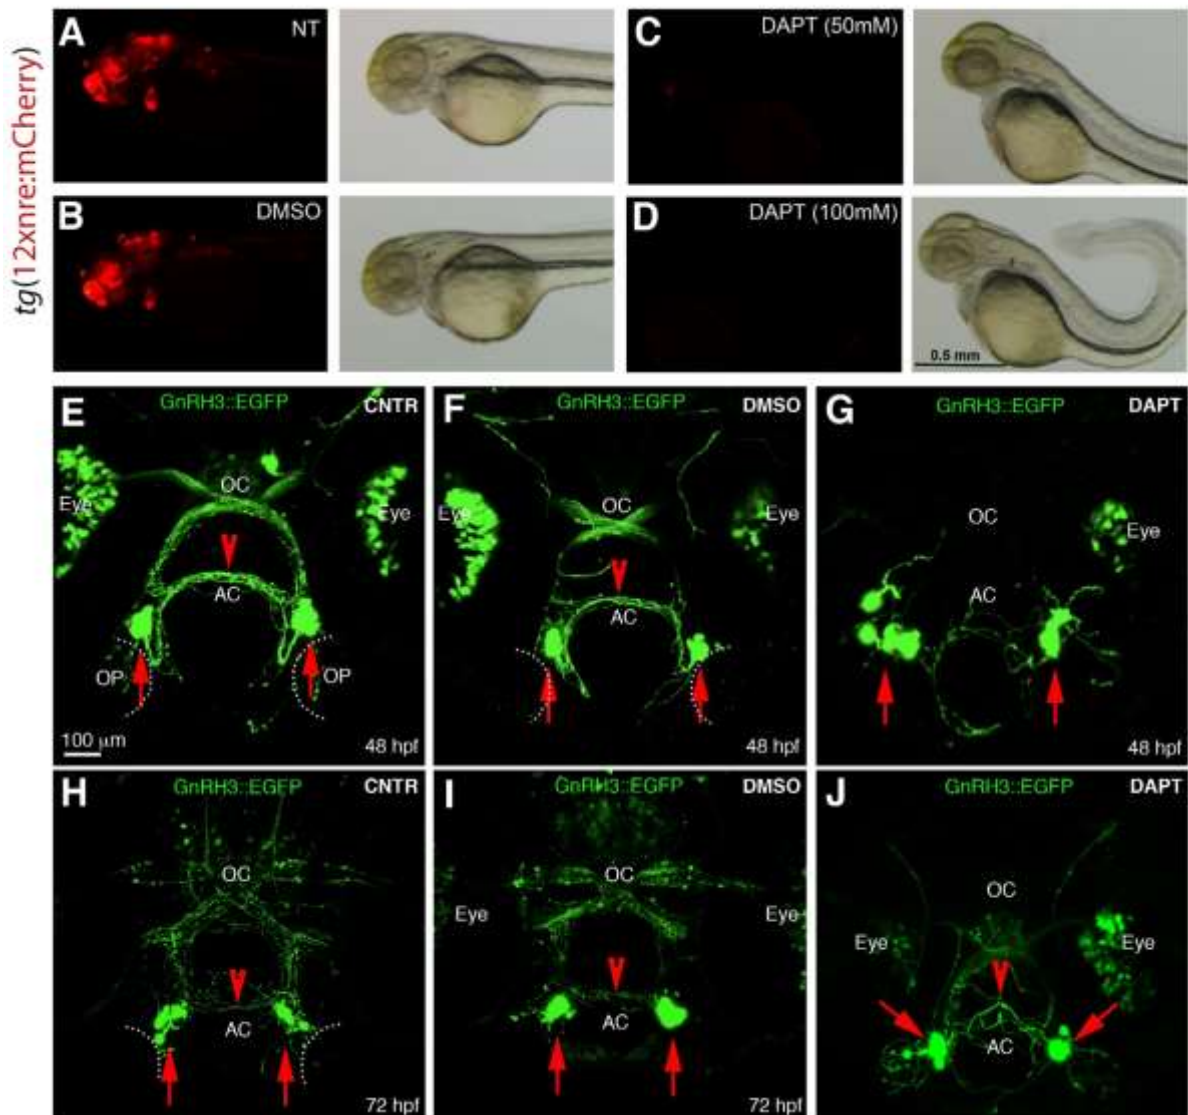 tg(12xnre:mCherry)
A NT
C DAPT (50mM)
B DMSO
D DAPT (100mM)
0.5 mm
E GnRH3::EGFP CNTR
OC
Eye Eye
AC
OP OP
100 μm
48 hpf
F GnRH3::EGFP DMSO
OC
Eye Eye
AC
48 hpf
G GnRH3::EGFP DAPT
OC
Eye
AC
48 hpf
H GnRH3::EGFP CNTR
OC
AC
72 hpf
I GnRH3::EGFP DMSO
OC
Eye Eye
AC
72 hpf
J GnRH3::EGFP DAPT
OC
Eye Eye
AC